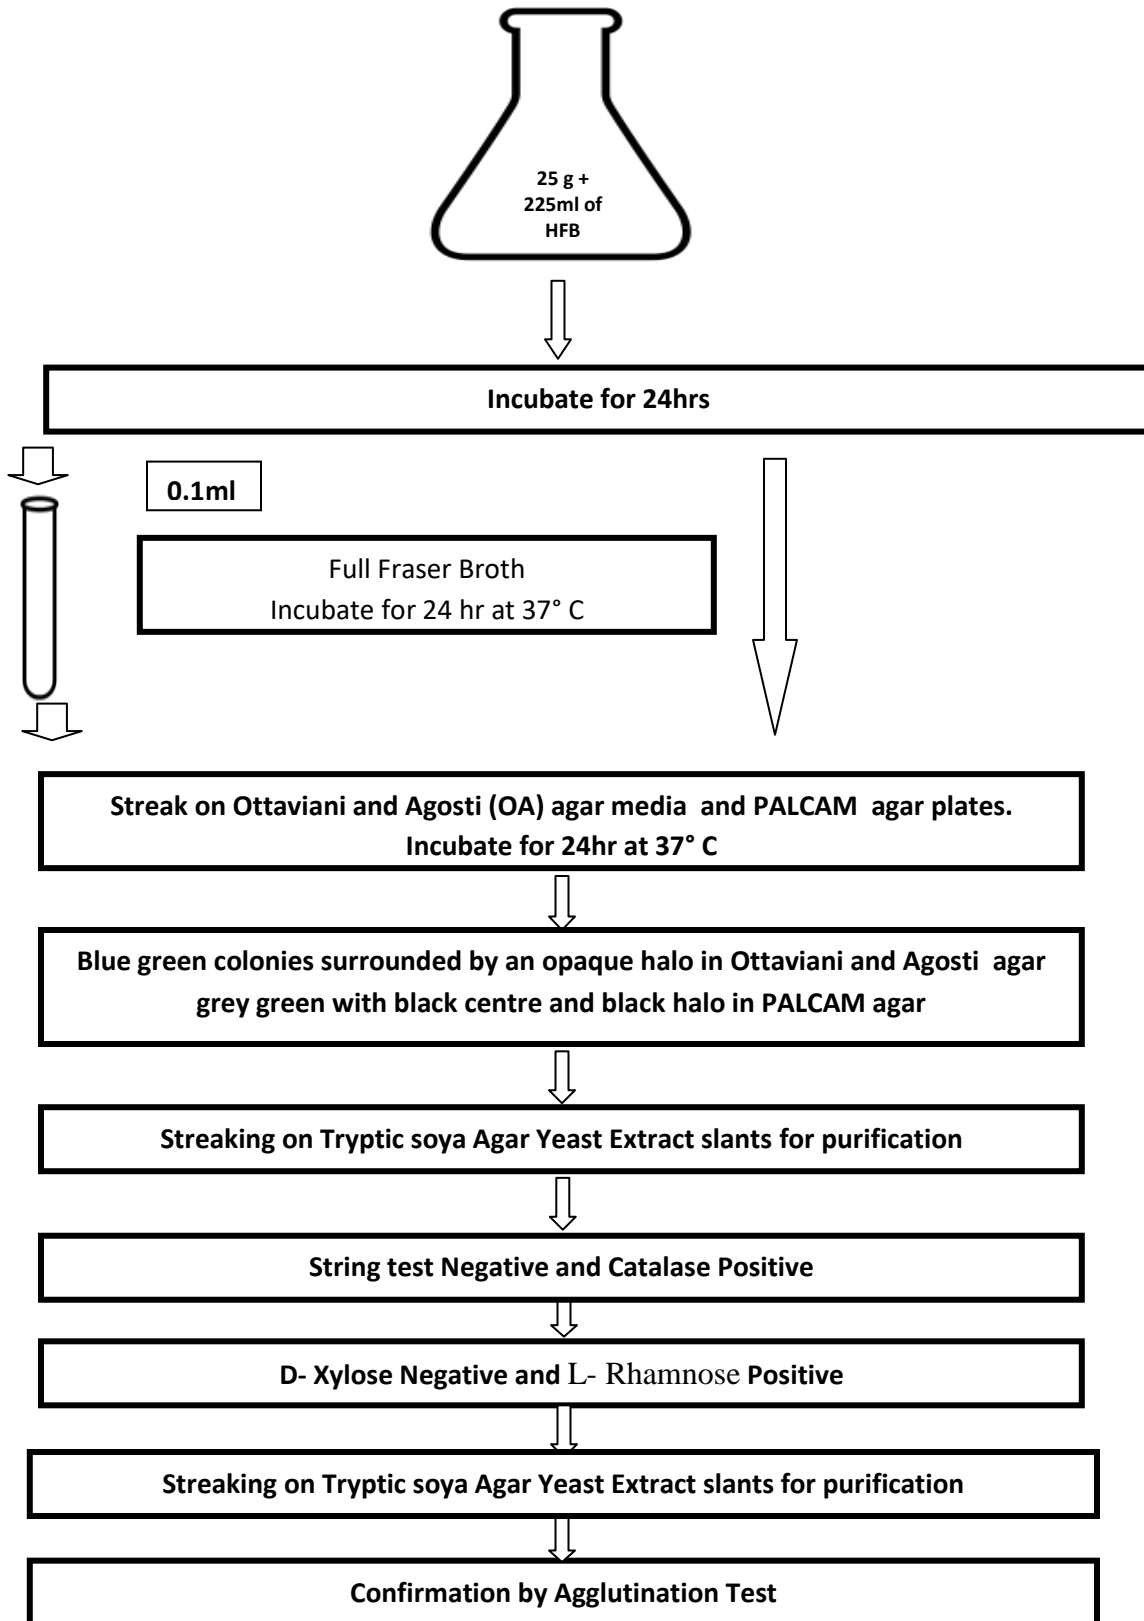 25 g +
225ml of
HFB
Incubate for 24hrs
0.1ml
Full Fraser Broth
Incubate for 24 hr at 37° C
Streak on Ottaviani and Agosti (OA) agar media and PALCAM agar plates.
Incubate for 24hr at 37° C
Blue green colonies surrounded by an opaque halo in Ottaviani and Agosti agar
grey green with black centre and black halo in PALCAM agar
Streaking on Tryptic soya Agar Yeast Extract slants for purification
String test Negative and Catalase Positive
D- Xylose Negative and L- Rhamnose Positive
Streaking on Tryptic soya Agar Yeast Extract slants for purification
Confirmation by Agglutination Test